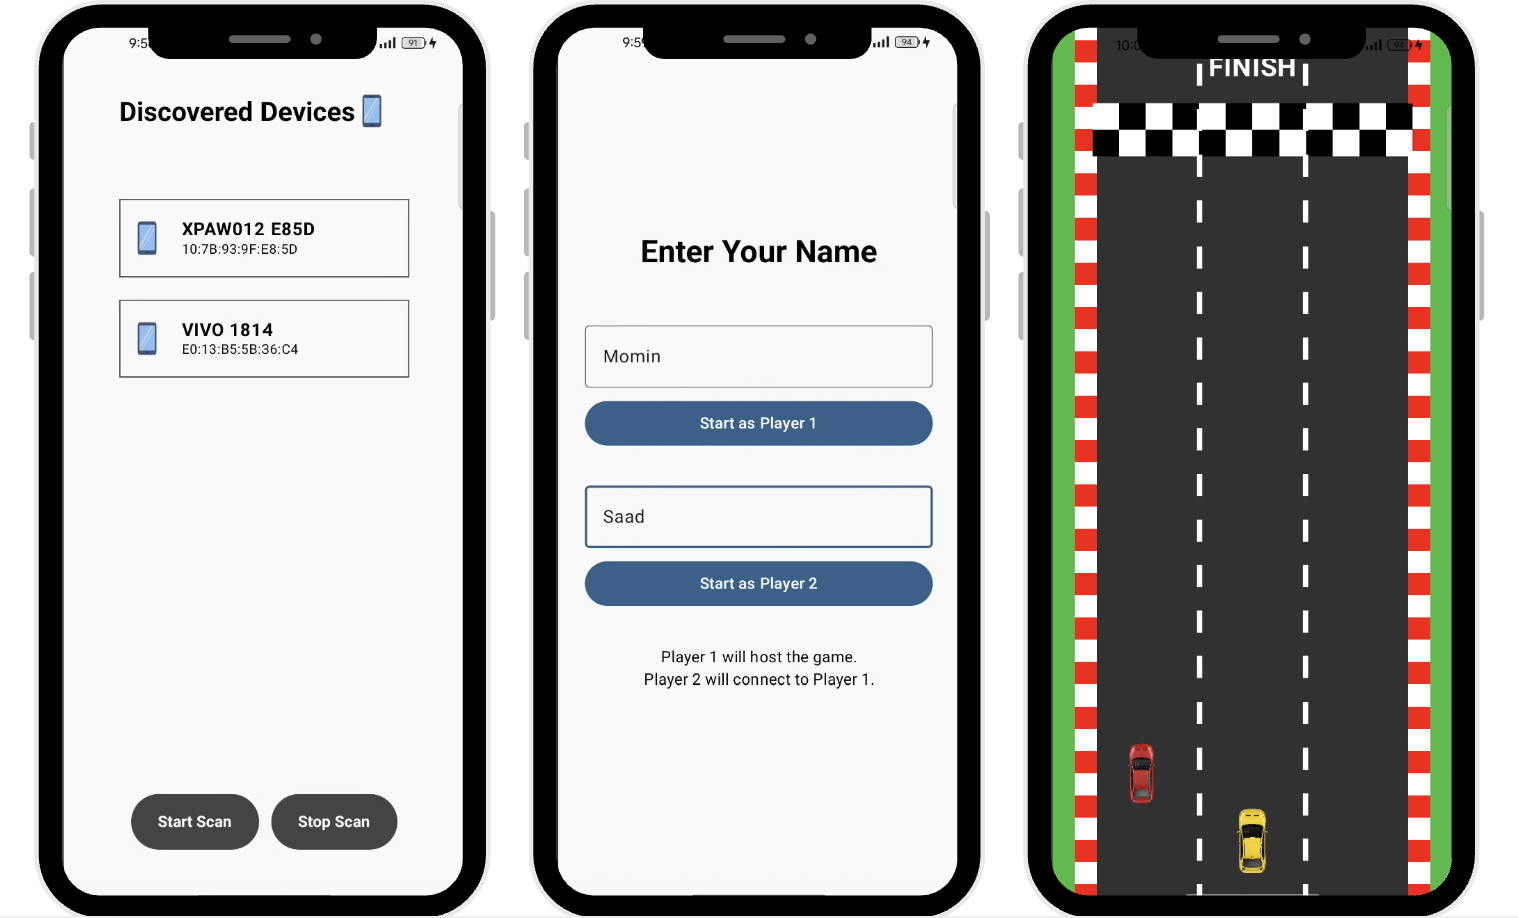 9:5
91
Discovered Devices
XPAW012 E85D
10:7B:93:9F:E8:5D
VIVO 1814
E0:13:B5:5B:36:C4
Start Scan
Stop Scan
9:5
94
Enter Your Name
Momin
Start as Player 1
Saad
Start as Player 2
Player 1 will host the game.
Player 2 will connect to Player 1.
10:0
94
FINISH